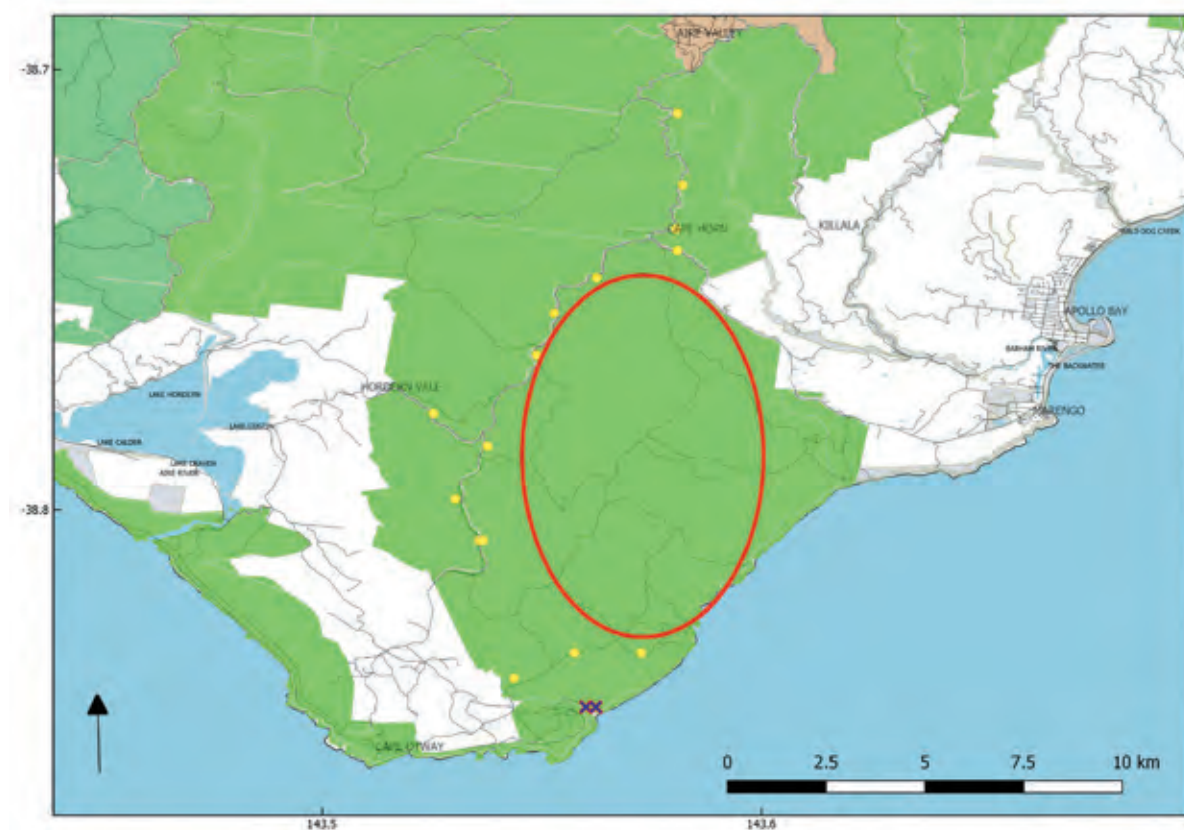 AIRE VALLEY
-38.7
CAPE HORN
KILLALA
WILD DOG CREEK
APOLLO BAY
BARHAM RIVER
THE BACKWATER
HORDERN VALE
LAKE HORDERN
MARENGO
LAKE COSTIN
LAKE CALDER
LAKE CRAVEN
AIRE RIVER
-38.8
CAPE OTWAY
0
2.5
5
7.5
10 km
143.5
143.6